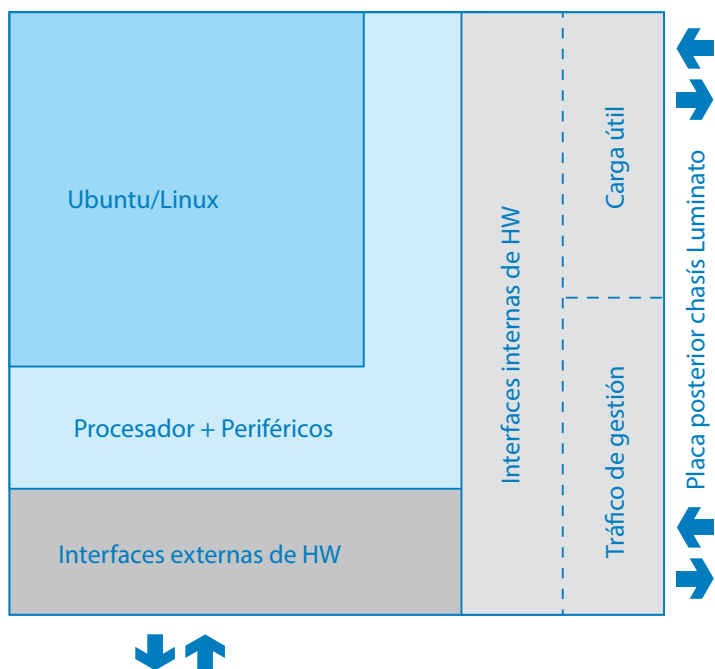 Ubuntu/Linux
Procesador + Periféricos
Interfaces externas de HW
Interfaces internas de HW
Carga útil
Tráfico de gestión
Placa posterior chasís Luminato